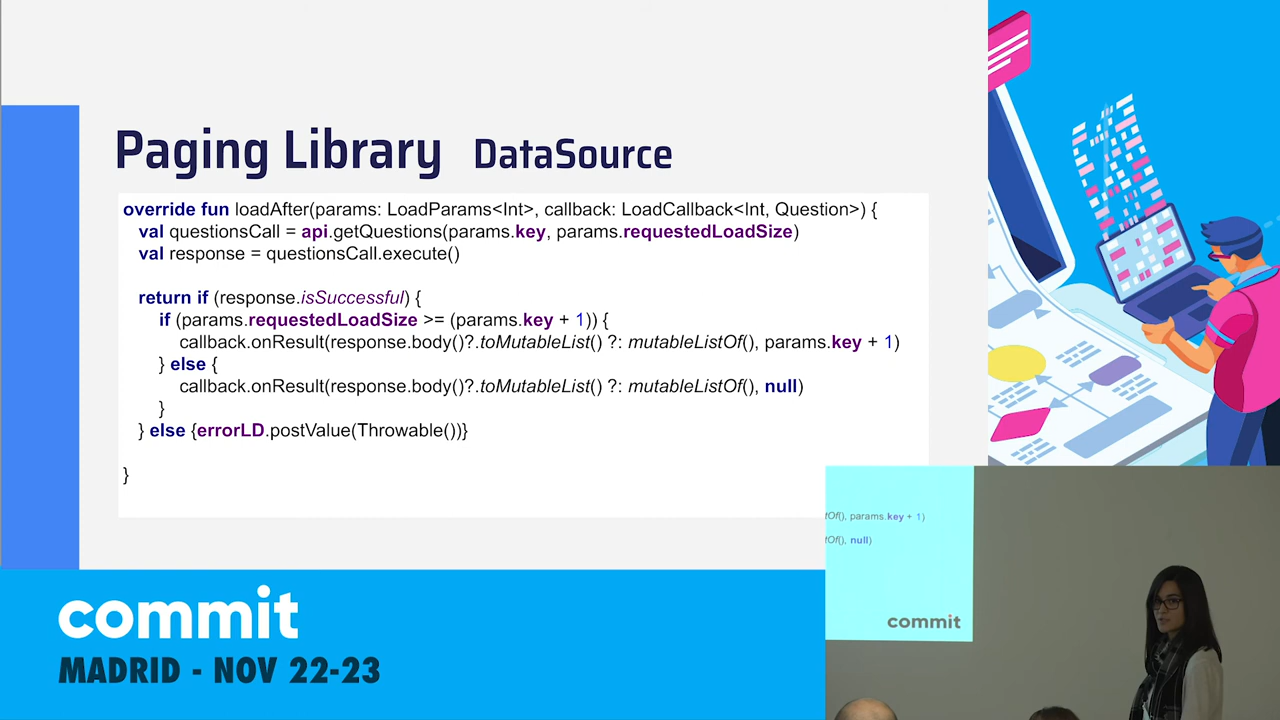 Paging Library DataSource
override fun loadAfter(params: LoadParams<Int>, callback: LoadCallback<Int, Question>) {
val questionsCall = api.getQuestions(params.key, params.requestedLoadSize)
val response = questionsCall.execute()
return if (response.isSuccessful) {
if (params.requestedLoadSize >= (params.key + 1)) {
callback.onResult(response.body()?.toMutableList() ?: mutableListOf(), params.key + 1)
} else {
callback.onResult(response.body()?.toMutableList() ?: mutableListOf(), null)
}
} else {errorLD.postValue(Throwable())}
}
tOf(), params.key + 1)
tOf(), null)
commit
commit
MADRID - NOV 22-23